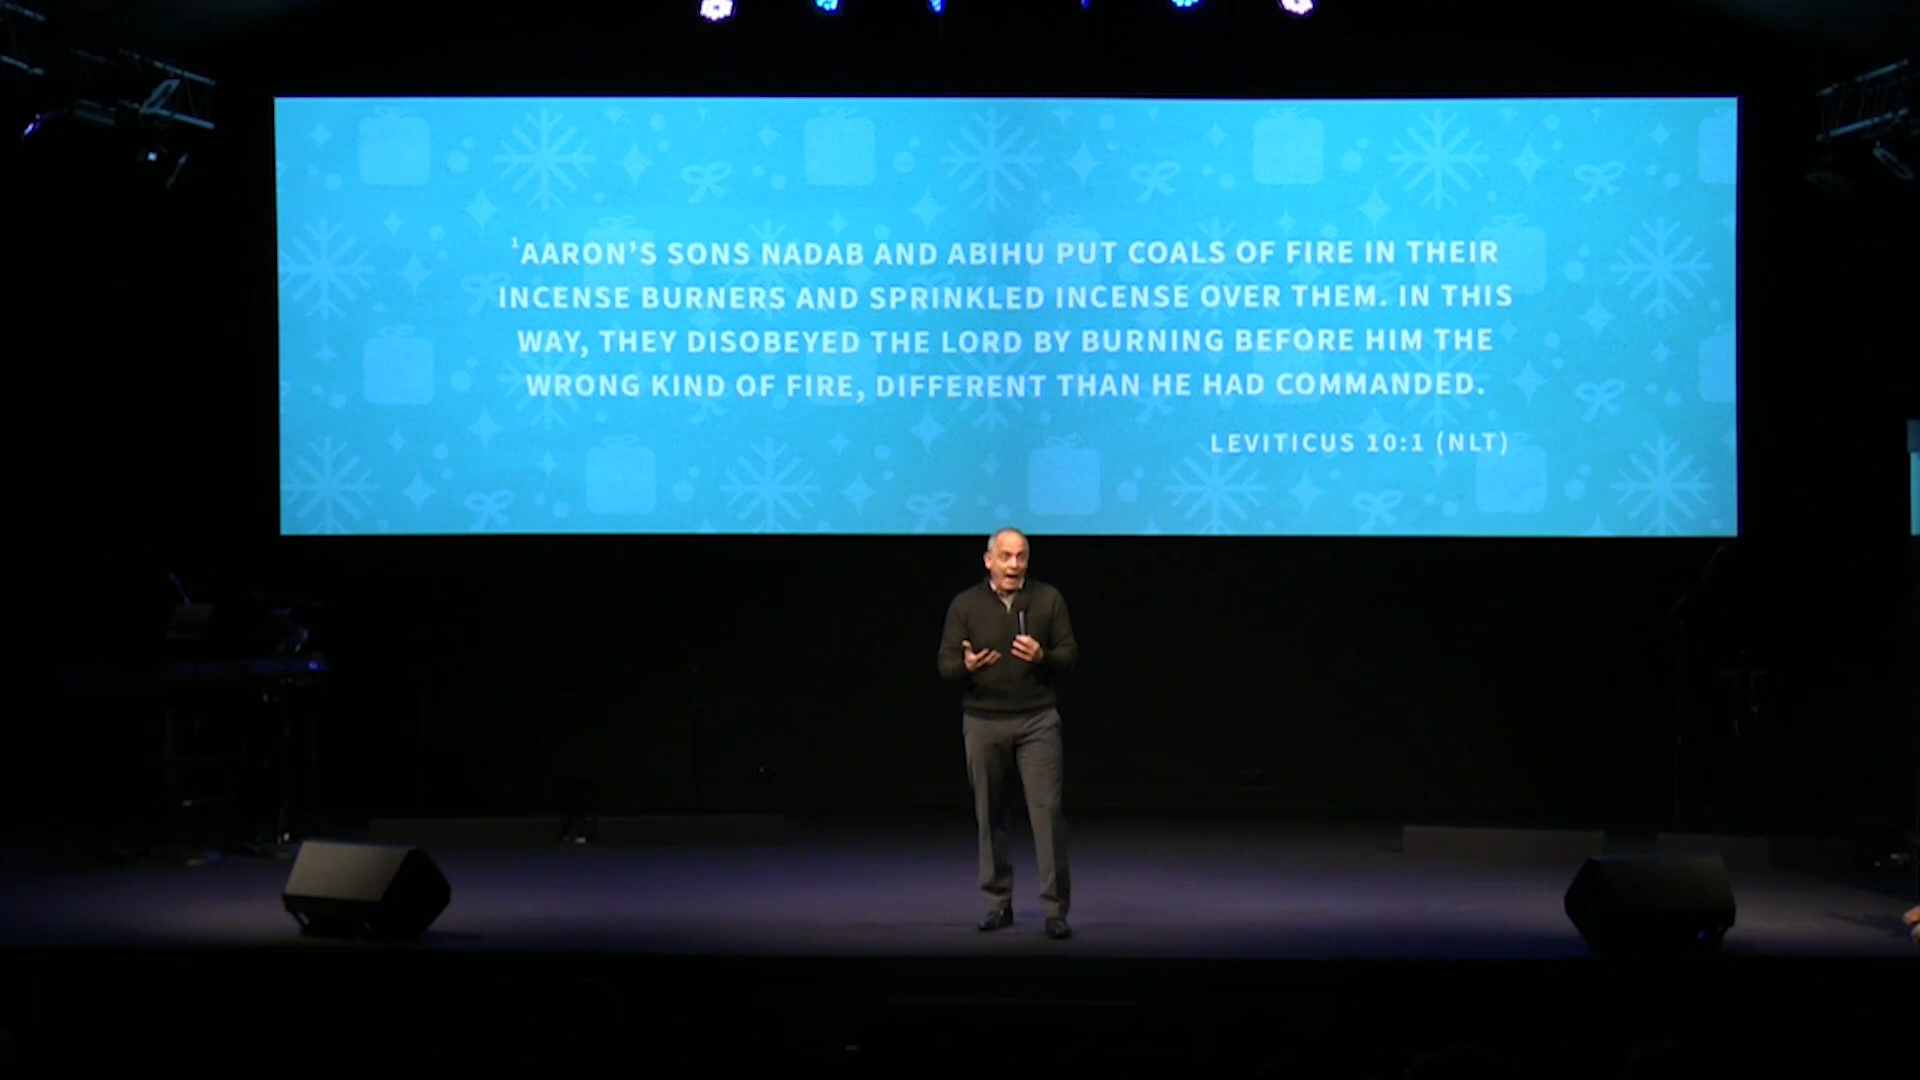 ¹AARON'S SONS NADAB AND ABIHU PUT COALS OF FIRE IN THEIR
INCENSE BURNERS AND SPRINKLED INCENSE OVER THEM. IN THIS
WAY, THEY DISOBEYED THE LORD BY BURNING BEFORE HIM THE
WRONG KIND OF FIRE, DIFFERENT THAN HE HAD COMMANDED.
LEVITICUS 10:1 (NLT)